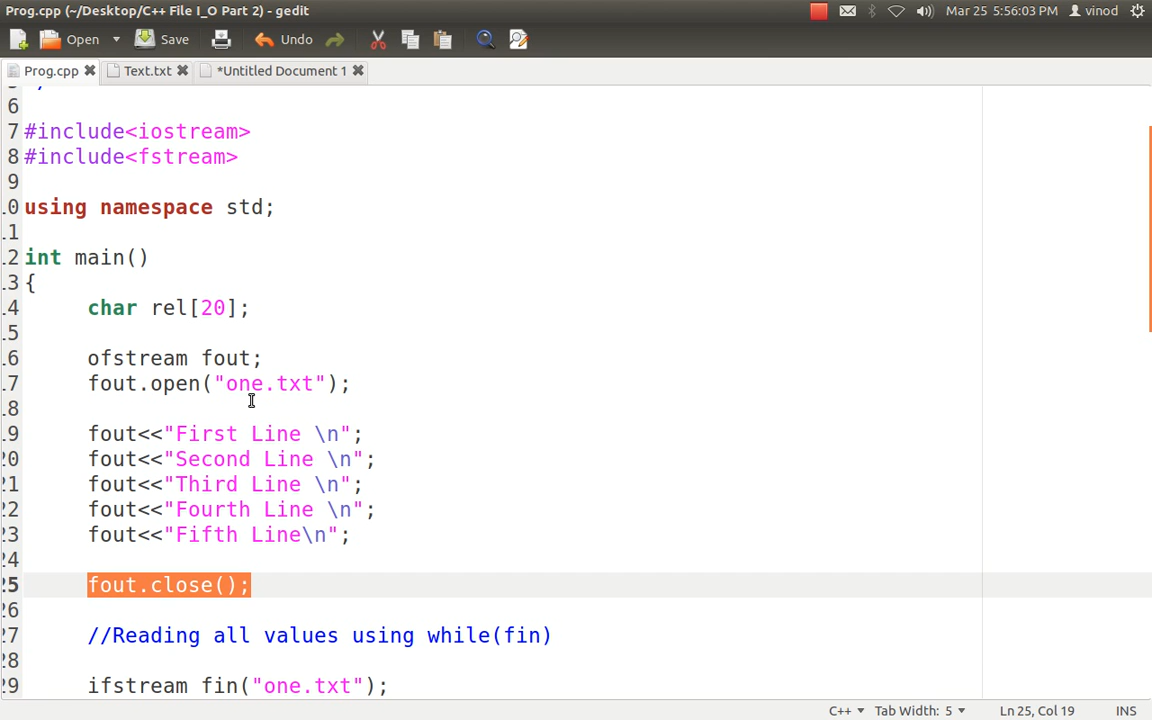 Prog.cpp (~/Desktop/C++ File I_O Part 2) - gedit
Mar 25 5:56:03 PM vinod
Open Save Undo
Prog.cpp Text.txt *Untitled Document 1
6
7 #include<iostream>
8 #include<fstream>
9
10 using namespace std;
11
12 int main()
13 {
14 char rel[20];
15
16 ofstream fout;
17 fout.open("one.txt");
18
19 fout<<"First Line \n";
20 fout<<"Second Line \n";
21 fout<<"Third Line \n";
22 fout<<"Fourth Line \n";
23 fout<<"Fifth Line\n";
24
25 fout.close();
26
27 //Reading all values using while(fin)
28
29 ifstream fin("one.txt");
C++ Tab Width: 5 Ln 25, Col 19 INS